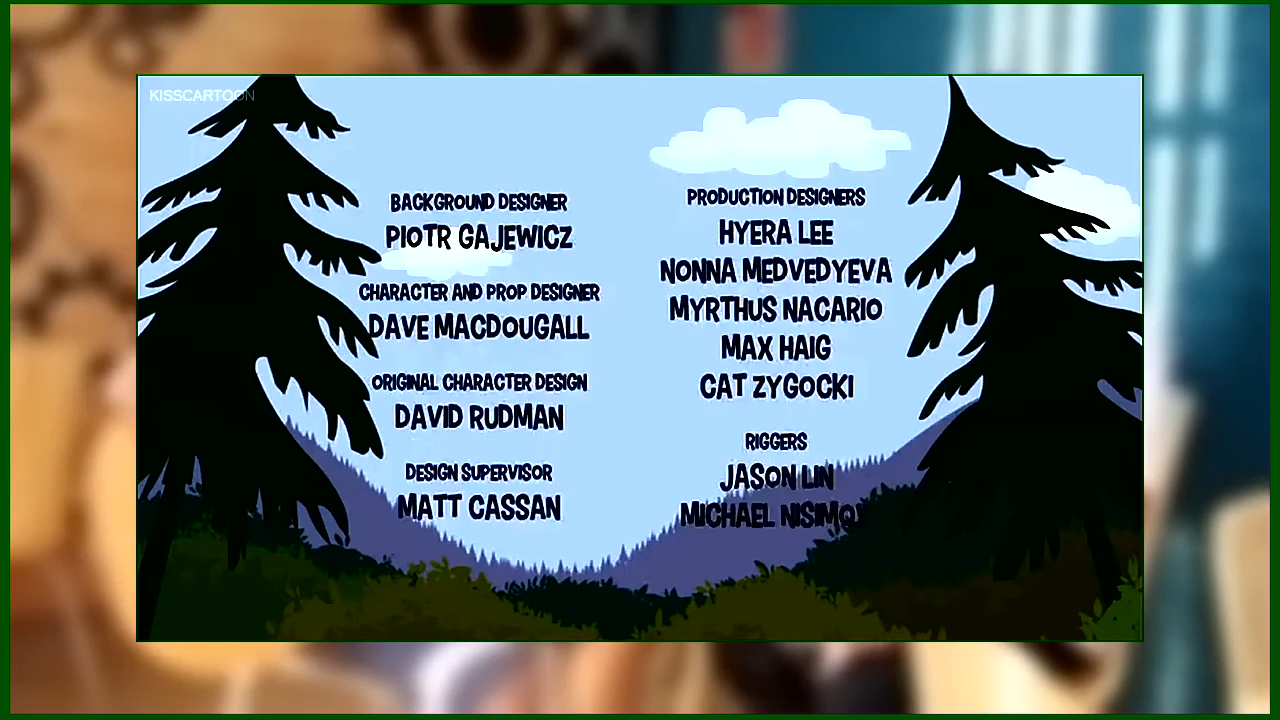 KISSCARTOON
BACKGROUND DESIGNER
PIOTR GAJEWICZ
CHARACTER AND PROP DESIGNER
DAVE MACDOUGALL
ORIGINAL CHARACTER DESIGN
DAVID RUDMAN
DESIGN SUPERVISOR
MATT CASSAN
PRODUCTION DESIGNERS
HYERA LEE
NONNA MEDVEDYEVA
MYRTHUS NACARIO
MAX HAIG
CAT ZYGOCKI
RIGGERS
JASON LIN
MICHAEL